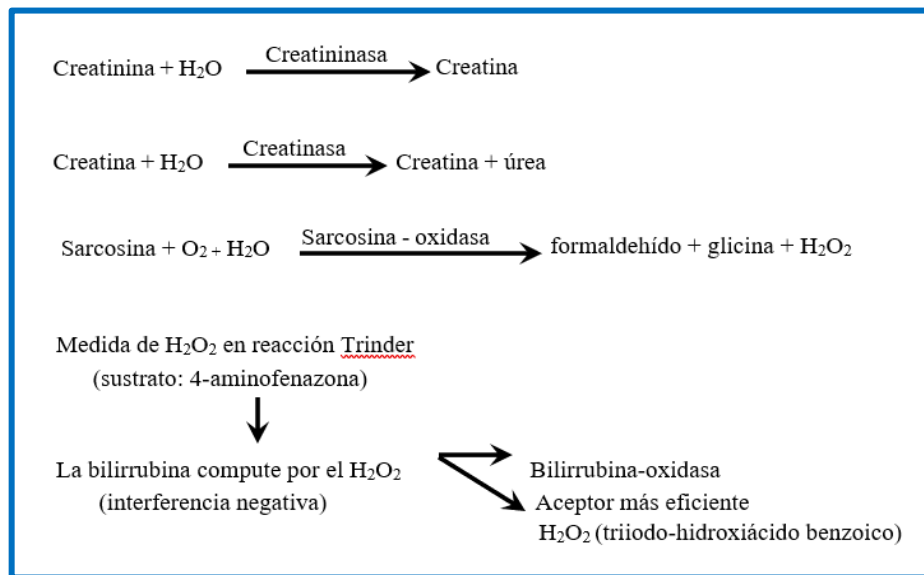 Creatinina + H₂O Creatininasa Creatina
Creatina + H₂O Creatinasa Creatina + úrea
Sarcosina + O₂ + H₂O Sarcosina - oxidasa formaldehído + glicina + H₂O₂
Medida de H₂O₂ en reacción Trinder
(sustrato: 4-aminofenazona)
La bilirrubina compute por el H₂O₂
(interferencia negativa)
Bilirrubina-oxidasa
Aceptor más eficiente
H₂O₂ (triiodo-hidroxiácido benzoico)